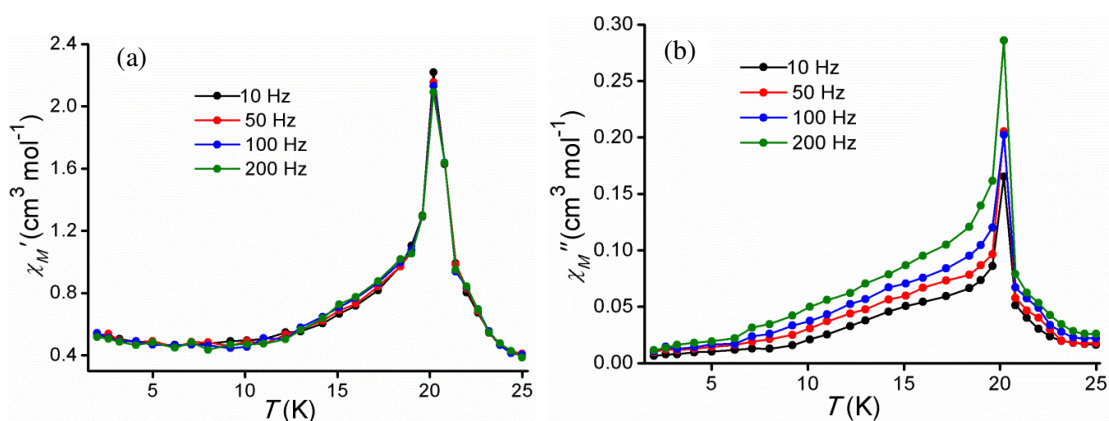 (a)
10 Hz
50 Hz
100 Hz
200 Hz
χM′(cm³ mol⁻¹)
2.4
2.0
1.6
1.2
0.8
0.4
5
10
15
20
25
T(K)
(b)
10 Hz
50 Hz
100 Hz
200 Hz
χM″(cm³ mol⁻¹)
0.30
0.25
0.20
0.15
0.10
0.05
0.00
5
10
15
20
25
T(K)